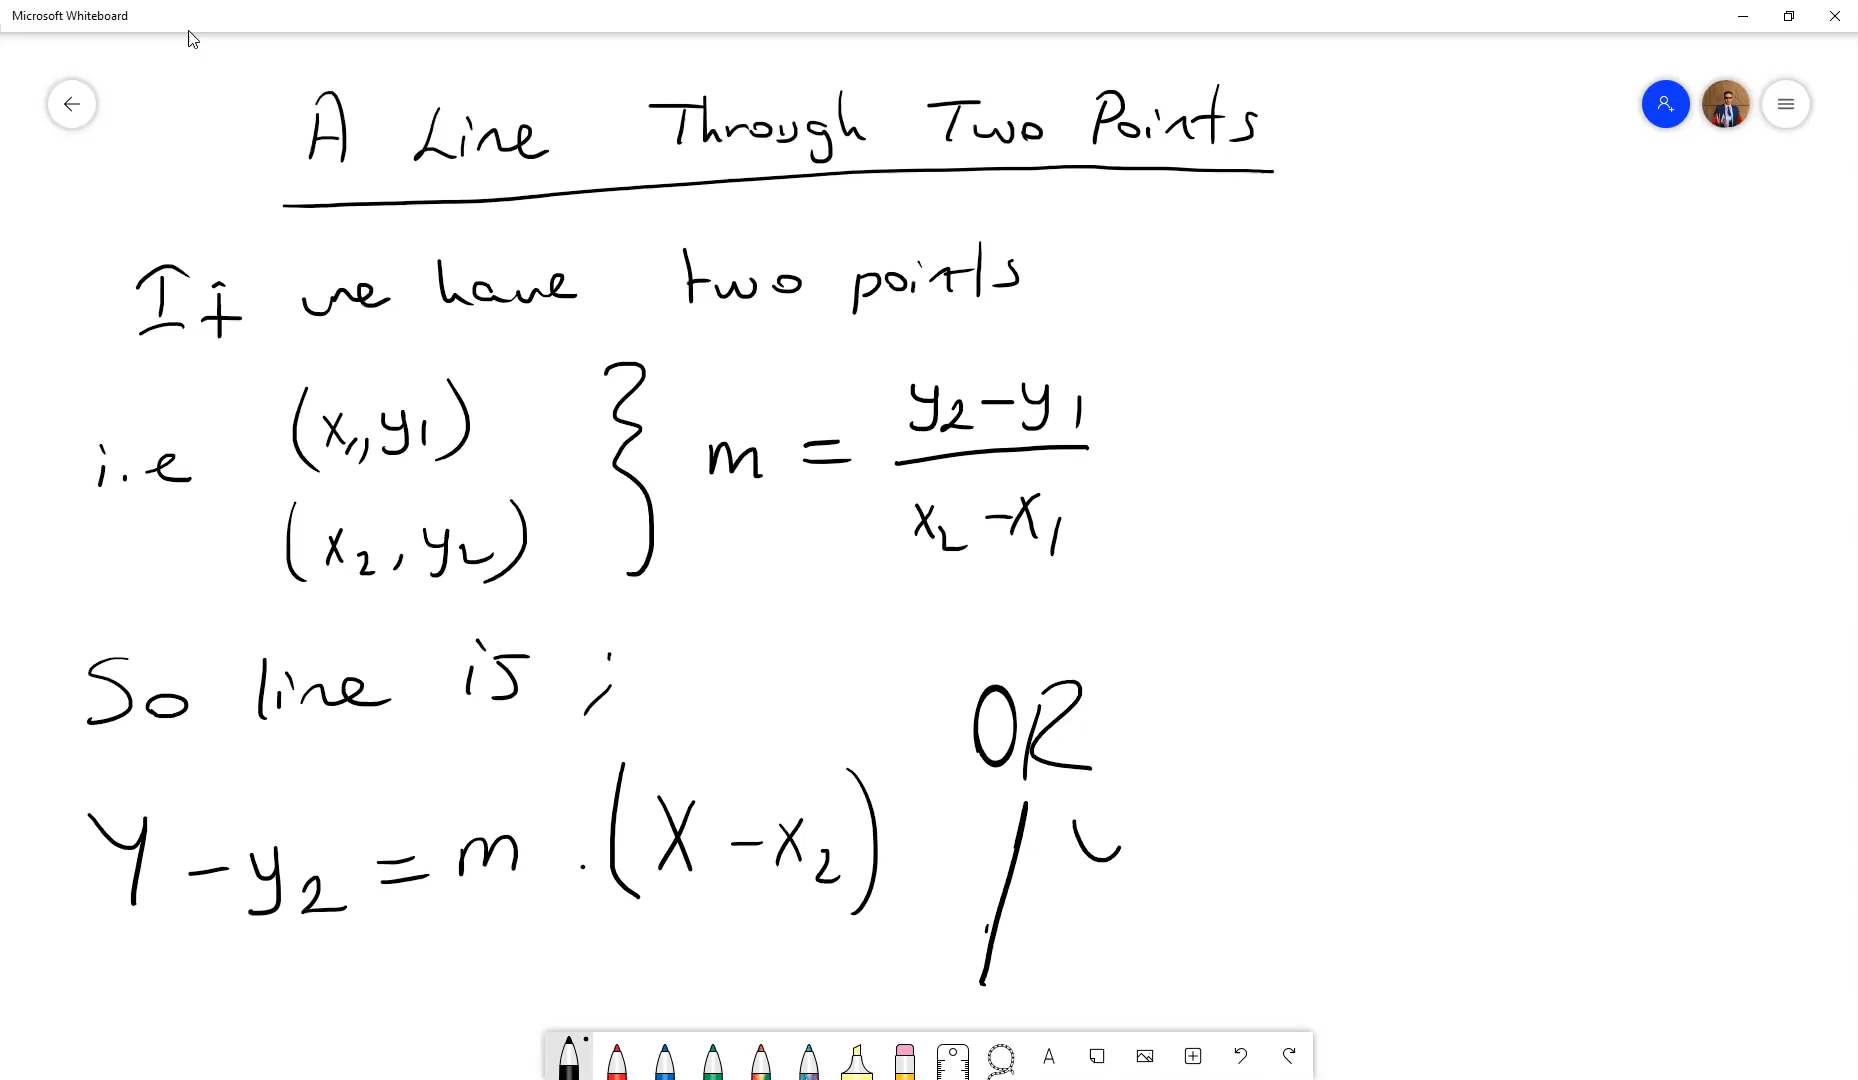 Microsoft Whiteboard
A Line Through Two Points
If we have two points
i.e (x₁, y₁) } m = (y₂ - y₁) / (x₂ - x₁)
(x₂, y₂)
So line is ;
Y - y₂ = m . (X - x₂)
OR
A